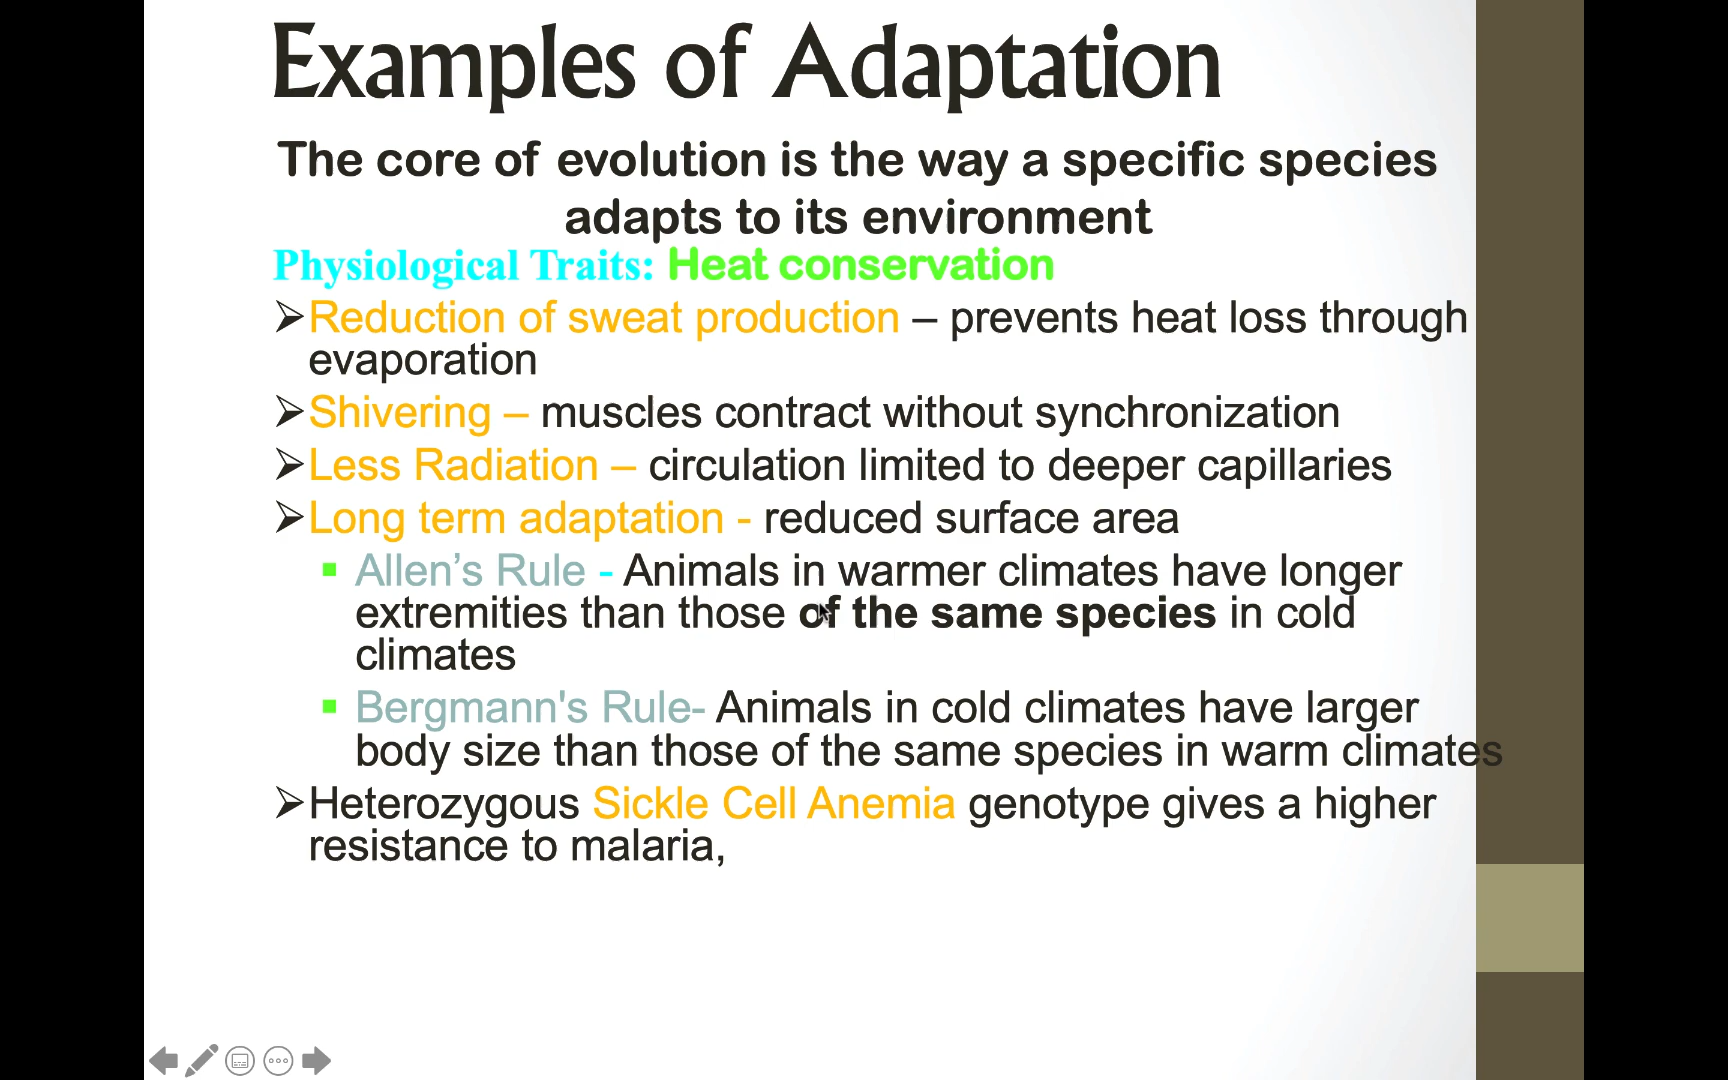 Examples of Adaptation
The core of evolution is the way a specific species
adapts to its environment
Physiological Traits: Heat conservation
➢Reduction of sweat production – prevents heat loss through
evaporation
➢Shivering – muscles contract without synchronization
➢Less Radiation – circulation limited to deeper capillaries
➢Long term adaptation - reduced surface area
▪ Allen’s Rule - Animals in warmer climates have longer
extremities than those of the same species in cold
climates
▪ Bergmann's Rule- Animals in cold climates have larger
body size than those of the same species in warm climates
➢Heterozygous Sickle Cell Anemia genotype gives a higher
resistance to malaria,